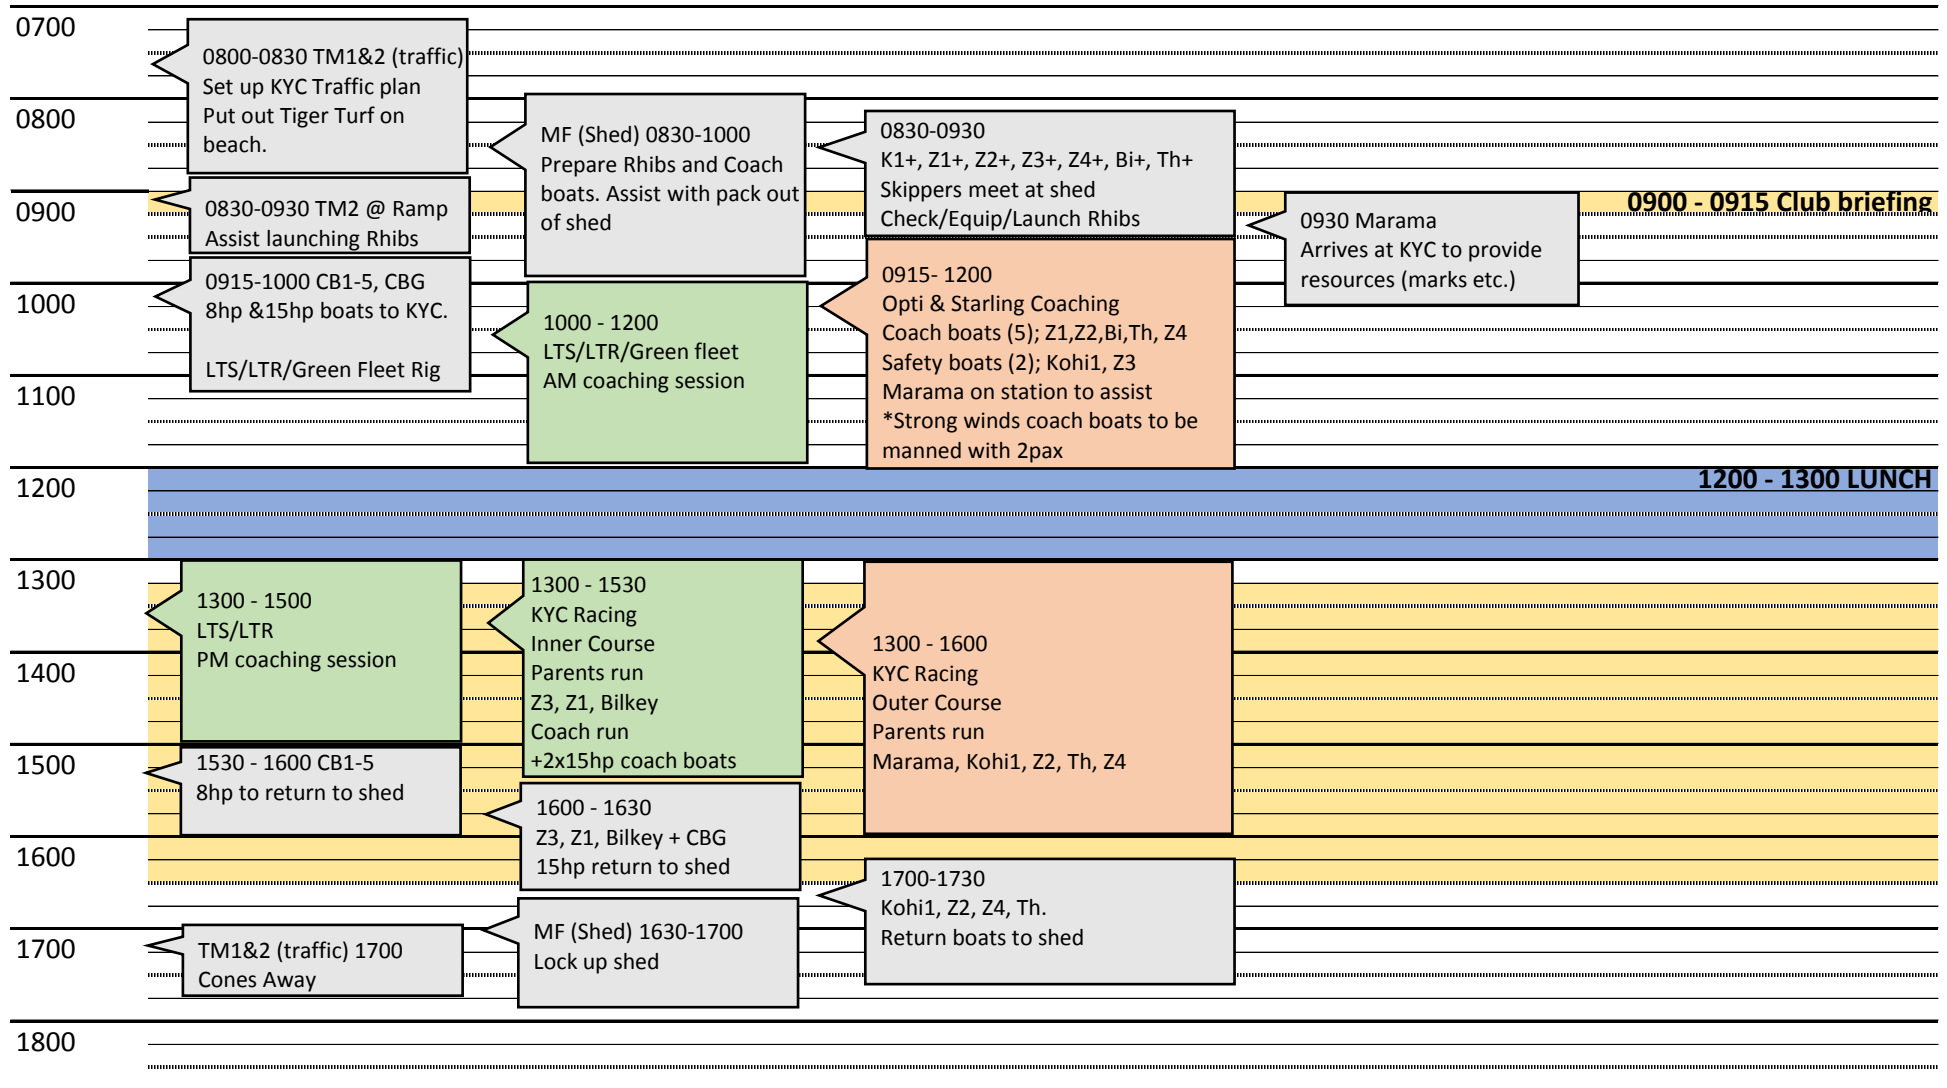 0700
0800-0830 TM1&2 (traffic)
Set up KYC Traffic plan
Put out Tiger Turf on
beach.
0800
MF (Shed) 0830-1000
Prepare Rhibs and Coach
boats. Assist with pack out
of shed
0830-0930
K1+, Z1+, Z2+, Z3+, Z4+, Bi+, Th+
Skippers meet at shed
Check/Equip/Launch Rhibs
0900
0830-0930 TM2 @ Ramp
Assist launching Rhibs
0900 - 0915 Club briefing
0930 Marama
Arrives at KYC to provide
resources (marks etc.)
0915-1000 CB1-5, CBG
8hp &15hp boats to KYC.
LTS/LTR/Green Fleet Rig
1000
1000 - 1200
LTS/LTR/Green fleet
AM coaching session
0915- 1200
Opti & Starling Coaching
Coach boats (5); Z1,Z2,Bi,Th, Z4
Safety boats (2); Kohi1, Z3
Marama on station to assist
*Strong winds coach boats to be
manned with 2pax
1100
1200
1200 - 1300 LUNCH
1300
1300 - 1500
LTS/LTR
PM coaching session
1300 - 1530
KYC Racing
Inner Course
Parents run
Z3, Z1, Bilkey
Coach run
+2x15hp coach boats
1300 - 1600
KYC Racing
Outer Course
Parents run
Marama, Kohi1, Z2, Th, Z4
1400
1500
1530 - 1600 CB1-5
8hp to return to shed
1600 - 1630
Z3, Z1, Bilkey + CBG
15hp return to shed
1600
1700-1730
Kohi1, Z2, Z4, Th.
Return boats to shed
1700
TM1&2 (traffic) 1700
Cones Away
MF (Shed) 1630-1700
Lock up shed
1800